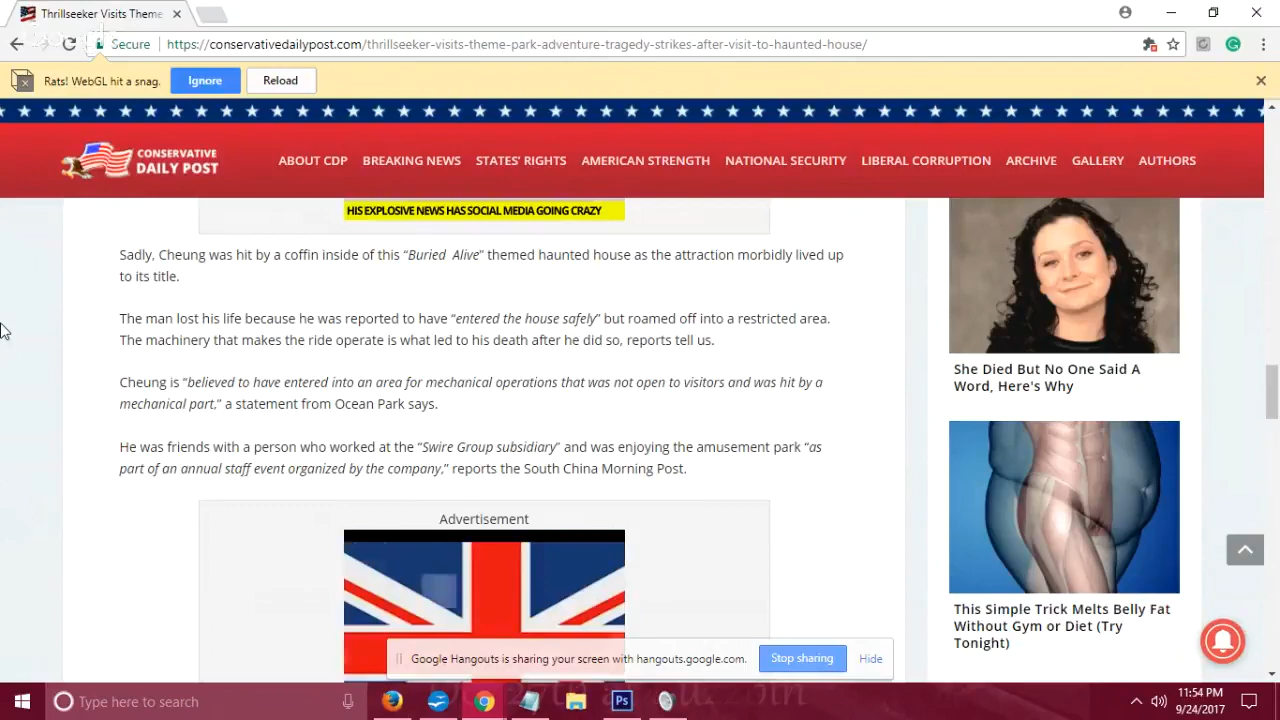 Thrillseeker Visits Theme
Secure
https://conservativedailypost.com/thrillseeker-visits-theme-park-adventure-tragedy-strikes-after-visit-to-haunted-house/
Rats! WebGL hit a snag.
Ignore
Reload
CONSERVATIVE
DAILY POST
ABOUT CDP
BREAKING NEWS
STATES' RIGHTS
AMERICAN STRENGTH
NATIONAL SECURITY
LIBERAL CORRUPTION
ARCHIVE
GALLERY
AUTHORS
HIS EXPLOSIVE NEWS HAS SOCIAL MEDIA GOING CRAZY
Sadly, Cheung was hit by a coffin inside of this “Buried Alive” themed haunted house as the attraction morbidly lived up
to its title.
The man lost his life because he was reported to have “entered the house safely” but roamed off into a restricted area.
The machinery that makes the ride operate is what led to his death after he did so, reports tell us.
Cheung is “believed to have entered into an area for mechanical operations that was not open to visitors and was hit by a
mechanical part,” a statement from Ocean Park says.
He was friends with a person who worked at the “Swire Group subsidiary” and was enjoying the amusement park “as
part of an annual staff event organized by the company,” reports the South China Morning Post.
Advertisement
She Died But No One Said A
Word, Here's Why
This Simple Trick Melts Belly Fat
Without Gym or Diet (Try
Tonight)
Google Hangouts is sharing your screen with hangouts.google.com.
Stop sharing
Hide
Type here to search
Ps
11:54 PM
9/24/2017